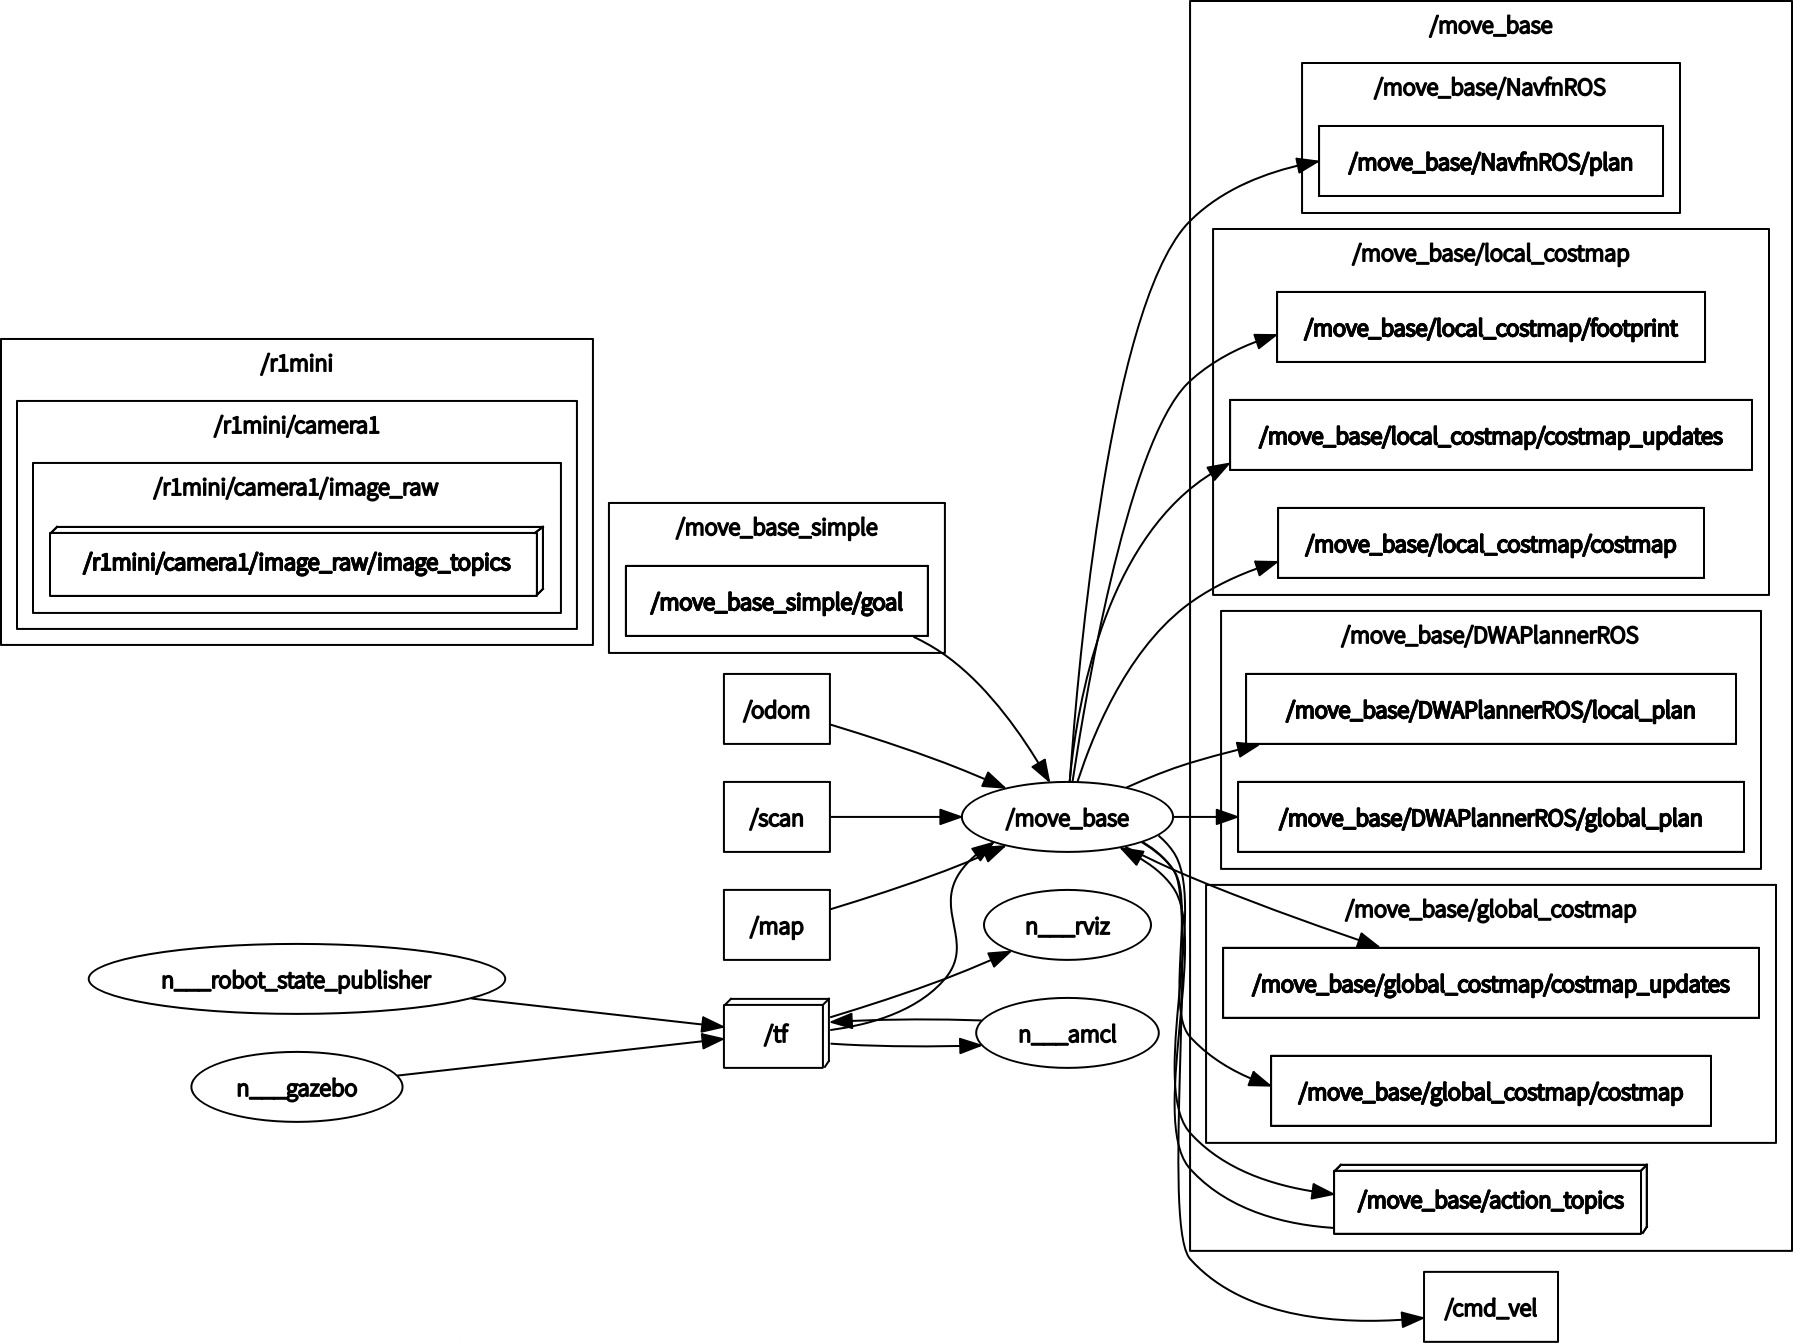 /move_base
/move_base/NavfnROS
/move_base/NavfnROS/plan
/move_base/local_costmap
/move_base/local_costmap/footprint
/move_base/local_costmap/costmap_updates
/move_base/local_costmap/costmap
/r1mini
/r1mini/camera1
/r1mini/camera1/image_raw
/r1mini/camera1/image_raw/image_topics
/move_base_simple
/move_base_simple/goal
/move_base/DWAPlannerROS
/move_base/DWAPlannerROS/local_plan
/move_base/DWAPlannerROS/global_plan
/odom
/scan
/map
/move_base
n___rviz
n___robot_state_publisher
/tf
n___amcl
n___gazebo
/move_base/global_costmap
/move_base/global_costmap/costmap_updates
/move_base/global_costmap/costmap
/move_base/action_topics
/cmd_vel